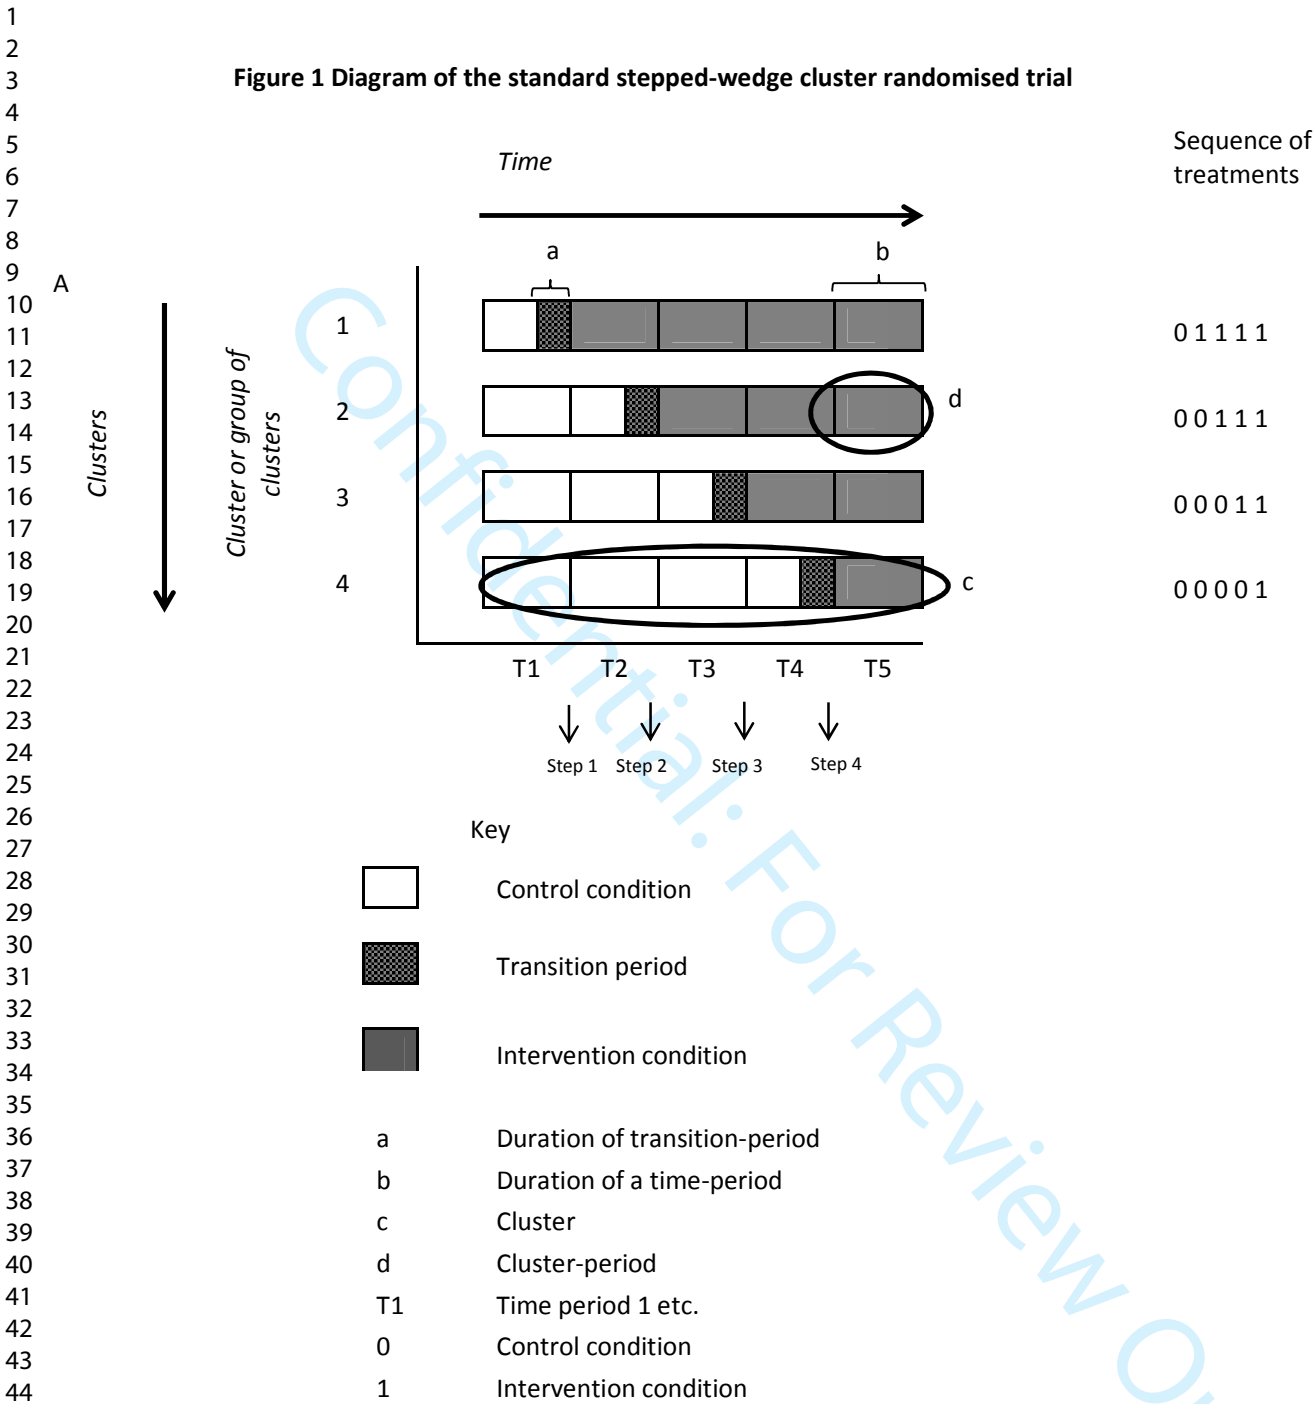 1
2
3
4
5
6
7
8
9
10
11
12
13
14
15
16
17
18
19
20
21
22
23
24
25
26
27
28
29
30
31
32
33
34
35
36
37
38
39
40
41
42
43
44
Figure 1 Diagram of the standard stepped-wedge cluster randomised trial
Sequence of
treatments
Time
a
b
A
Clusters
Cluster or group of
clusters
1
0 1 1 1 1
2
d
0 0 1 1 1
3
0 0 0 1 1
4
c
0 0 0 0 1
T1 T2 T3 T4 T5
Step 1 Step 2 Step 3 Step 4
Key
Control condition
Transition period
Intervention condition
a Duration of transition-period
b Duration of a time-period
c Cluster
d Cluster-period
T1 Time period 1 etc.
0 Control condition
1 Intervention condition
Confidential: For Review